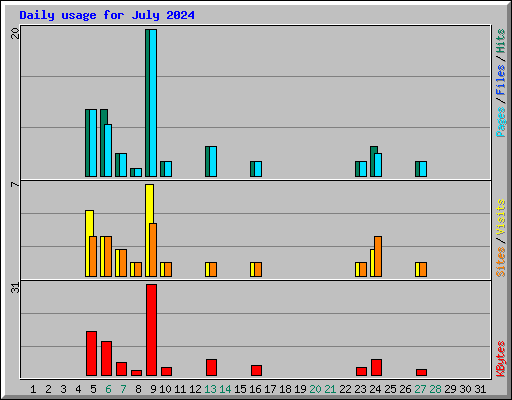 Daily usage for July 2024
20
Pages / Files / Hits
7
Sites / Visits
31
KBytes
1 2 3 4 5 6 7 8 9 10 11 12 13 14 15 16 17 18 19 20 21 22 23 24 25 26 27 28 29 30 31